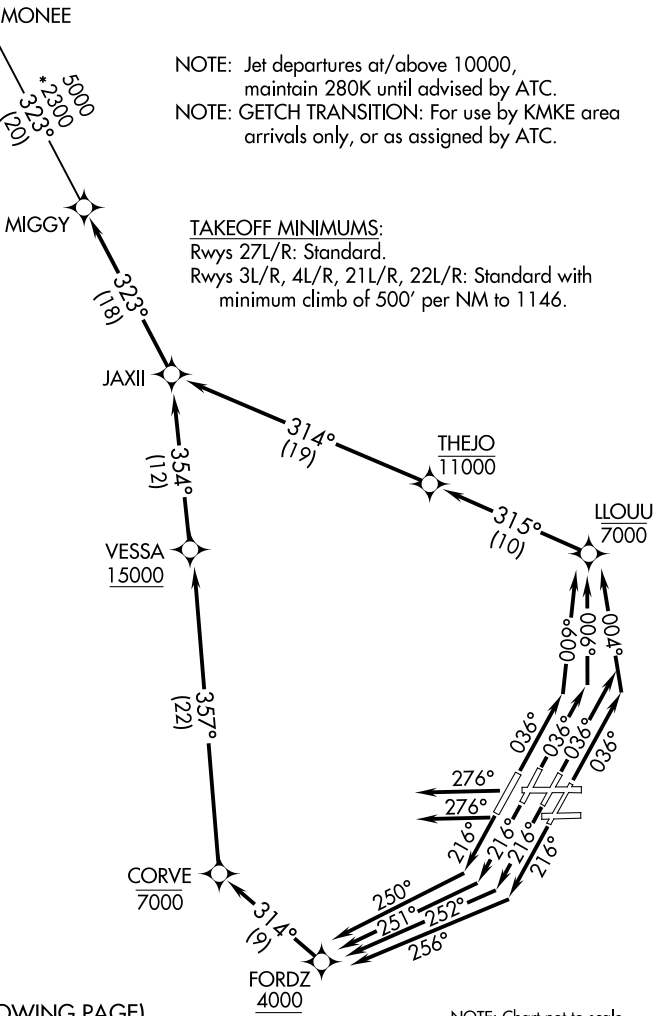 MONEE
NOTE: Jet departures at/above 10000,
maintain 280K until advised by ATC.
NOTE: GETCH TRANSITION: For use by KMKE area
arrivals only, or as assigned by ATC.
5000
*2300
323°
(20)
MIGGY
TAKEOFF MINIMUMS:
Rwys 27L/R: Standard.
Rwys 3L/R, 4L/R, 21L/R, 22L/R: Standard with
minimum climb of 500' per NM to 1146.
323°
(18)
JAXII
314°
(19)
THEJO
11000
354°
(12)
315°
(10)
LLOUU
7000
VESSA
15000
009°
006°
004°
357°
(22)
036°
036°
036°
036°
276°
276°
216°
216°
216°
216°
CORVE
7000
314°
(9)
250°
251°
252°
256°
FORDZ
4000
OWING PAGE)
NOTE: Chart not to scale.